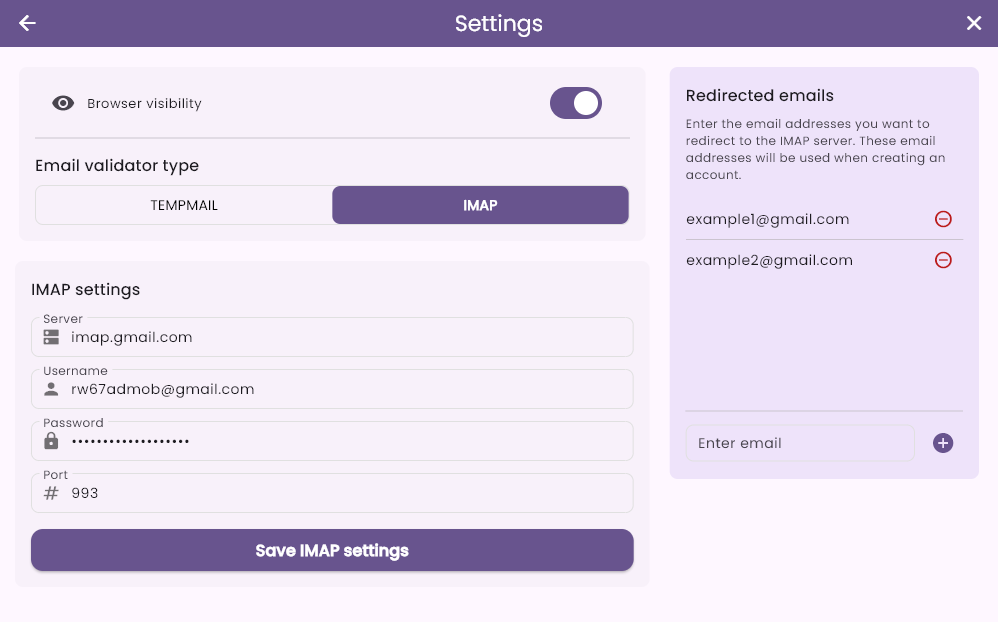 Settings
Browser visibility
Email validator type
TEMPMAIL
IMAP
IMAP settings
Server
imap.gmail.com
Username
rw67admob@gmail.com
Password
•••••••••••••••••••
Port
993
Save IMAP settings
Redirected emails
Enter the email addresses you want to
redirect to the IMAP server. These email
addresses will be used when creating an
account.
example1@gmail.com
example2@gmail.com
Enter email